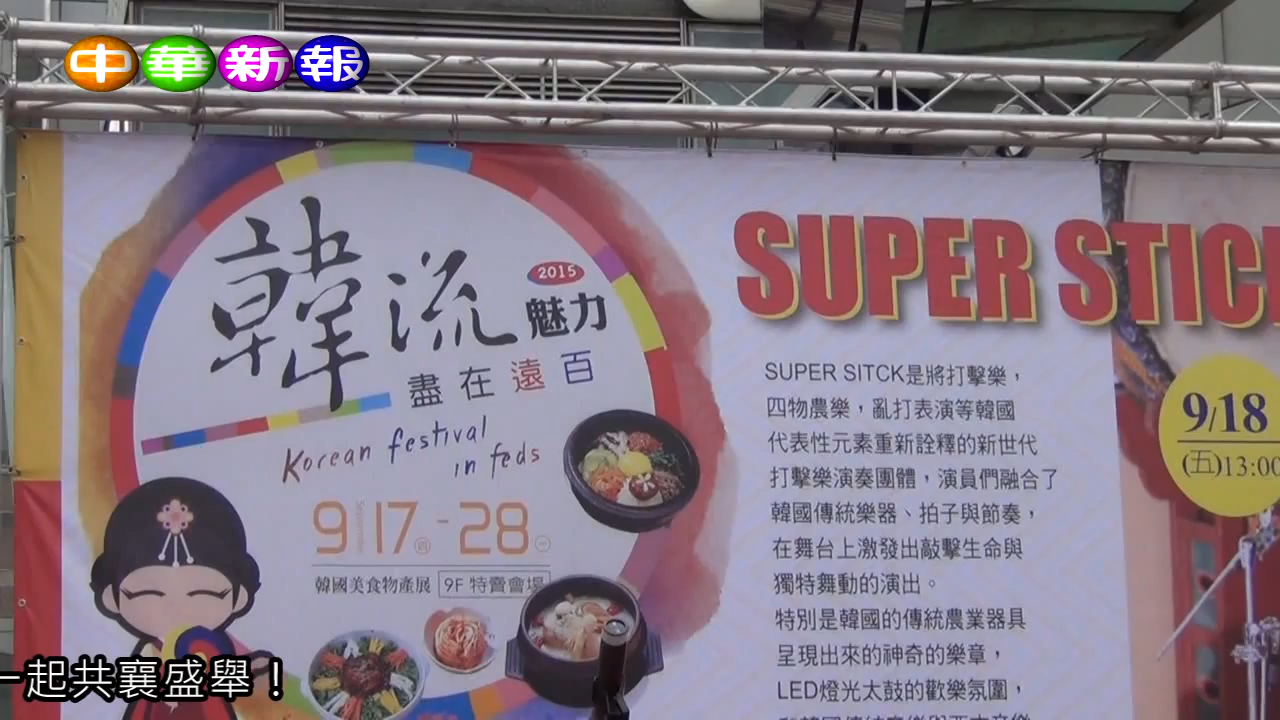 中華新報
韓流
2015
魅力
盡在遠百
Korean festival
in feds
9 September 17(四)-28(一)
韓國美食物產展 9F 特賣會場
SUPER STICK
SUPER SITCK是將打擊樂，
四物農樂，亂打表演等韓國
代表性元素重新詮釋的新世代
打擊樂演奏團體，演員們融合了
韓國傳統樂器、拍子與節奏，
在舞台上激發出敲擊生命與
獨特舞動的演出。
特別是韓國的傳統農業器具
呈現出來的神奇的樂章，
LED燈光太鼓的歡樂氛圍，
9/18
(五)13:00
一起共襄盛舉！